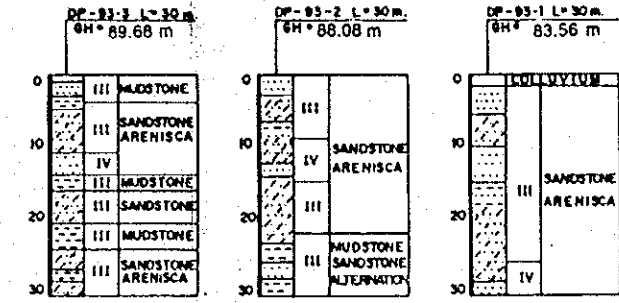 DP-93-3 L=30m
GH= 89.68 m
0
10
20
30
III
MUDSTONE
III
SANDSTONE
ARENISCA
IV
III
MUDSTONE
III
SANDSTONE
III
MUDSTONE
III
SANDSTONE
ARENISCA
DP-93-2 L=30m.
GH= 88.08 m
0
10
20
30
III
IV
III
SANDSTONE
ARENISCA
III
MUDSTONE
SANDSTONE
ALTERNATION
DP-93-1 L=30m.
GH= 83.56 m
0
10
20
30
COLLUVIUM
III
SANDSTONE
ARENISCA
IV